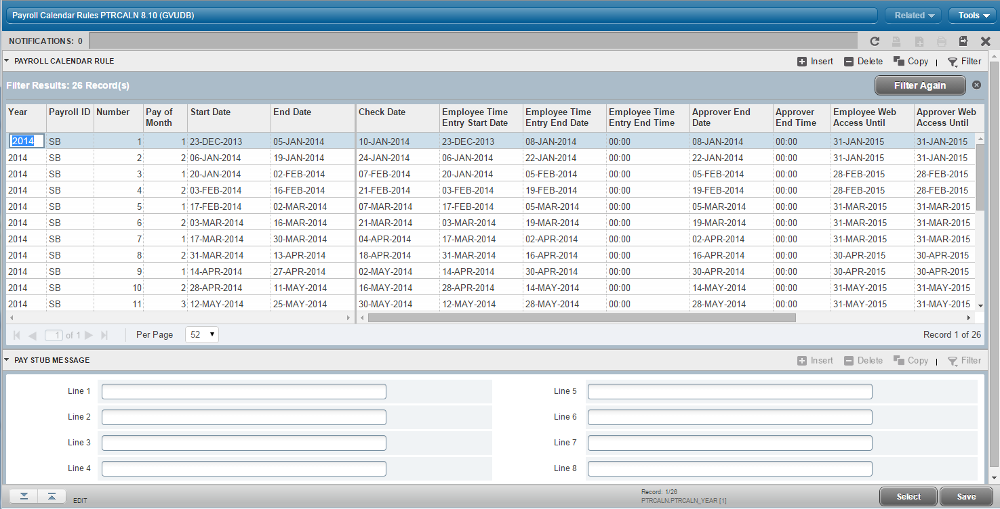 Payroll Calendar Rules PTRCALN 8.10 (GVUDB)
Related
Tools
NOTIFICATIONS: 0
PAYROLL CALENDAR RULE
Insert Delete Copy | Filter
Filter Results: 26 Record(s)
Filter Again
Year Payroll ID Number Pay of Month Start Date End Date Check Date Employee Time Entry Start Date Employee Time Entry End Date Employee Time Entry End Time Approver End Date Approver End Time Employee Web Access Until Approver Web Access Until
2014 SB 1 1 23-DEC-2013 05-JAN-2014 10-JAN-2014 23-DEC-2013 08-JAN-2014 00:00 08-JAN-2014 00:00 31-JAN-2015 31-JAN-2015
2014 SB 2 2 06-JAN-2014 19-JAN-2014 24-JAN-2014 06-JAN-2014 22-JAN-2014 00:00 22-JAN-2014 00:00 31-JAN-2015 31-JAN-2015
2014 SB 3 1 20-JAN-2014 02-FEB-2014 07-FEB-2014 20-JAN-2014 05-FEB-2014 00:00 05-FEB-2014 00:00 28-FEB-2015 28-FEB-2015
2014 SB 4 2 03-FEB-2014 16-FEB-2014 21-FEB-2014 03-FEB-2014 19-FEB-2014 00:00 19-FEB-2014 00:00 28-FEB-2015 28-FEB-2015
2014 SB 5 1 17-FEB-2014 02-MAR-2014 07-MAR-2014 17-FEB-2014 05-MAR-2014 00:00 05-MAR-2014 00:00 31-MAR-2015 31-MAR-2015
2014 SB 6 2 03-MAR-2014 16-MAR-2014 21-MAR-2014 03-MAR-2014 19-MAR-2014 00:00 19-MAR-2014 00:00 31-MAR-2015 31-MAR-2015
2014 SB 7 1 17-MAR-2014 30-MAR-2014 04-APR-2014 17-MAR-2014 02-APR-2014 00:00 02-APR-2014 00:00 31-MAR-2015 31-MAR-2015
2014 SB 8 2 31-MAR-2014 13-APR-2014 18-APR-2014 31-MAR-2014 16-APR-2014 00:00 16-APR-2014 00:00 30-APR-2015 30-APR-2015
2014 SB 9 1 14-APR-2014 27-APR-2014 02-MAY-2014 14-APR-2014 30-APR-2014 00:00 30-APR-2014 00:00 31-MAY-2015 31-MAY-2015
2014 SB 10 2 28-APR-2014 11-MAY-2014 16-MAY-2014 28-APR-2014 14-MAY-2014 00:00 14-MAY-2014 00:00 31-MAY-2015 31-MAY-2015
2014 SB 11 3 12-MAY-2014 25-MAY-2014 30-MAY-2014 12-MAY-2014 28-MAY-2014 00:00 28-MAY-2014 00:00 31-MAY-2015 31-MAY-2015
1 of 1 Per Page 52 Record 1 of 26
PAY STUB MESSAGE
Insert Delete Copy | Filter
Line 1 Line 5
Line 2 Line 6
Line 3 Line 7
Line 4 Line 8
EDIT
Record: 1/26
PTRCALN.PTRCALN_YEAR [1]
Select
Save